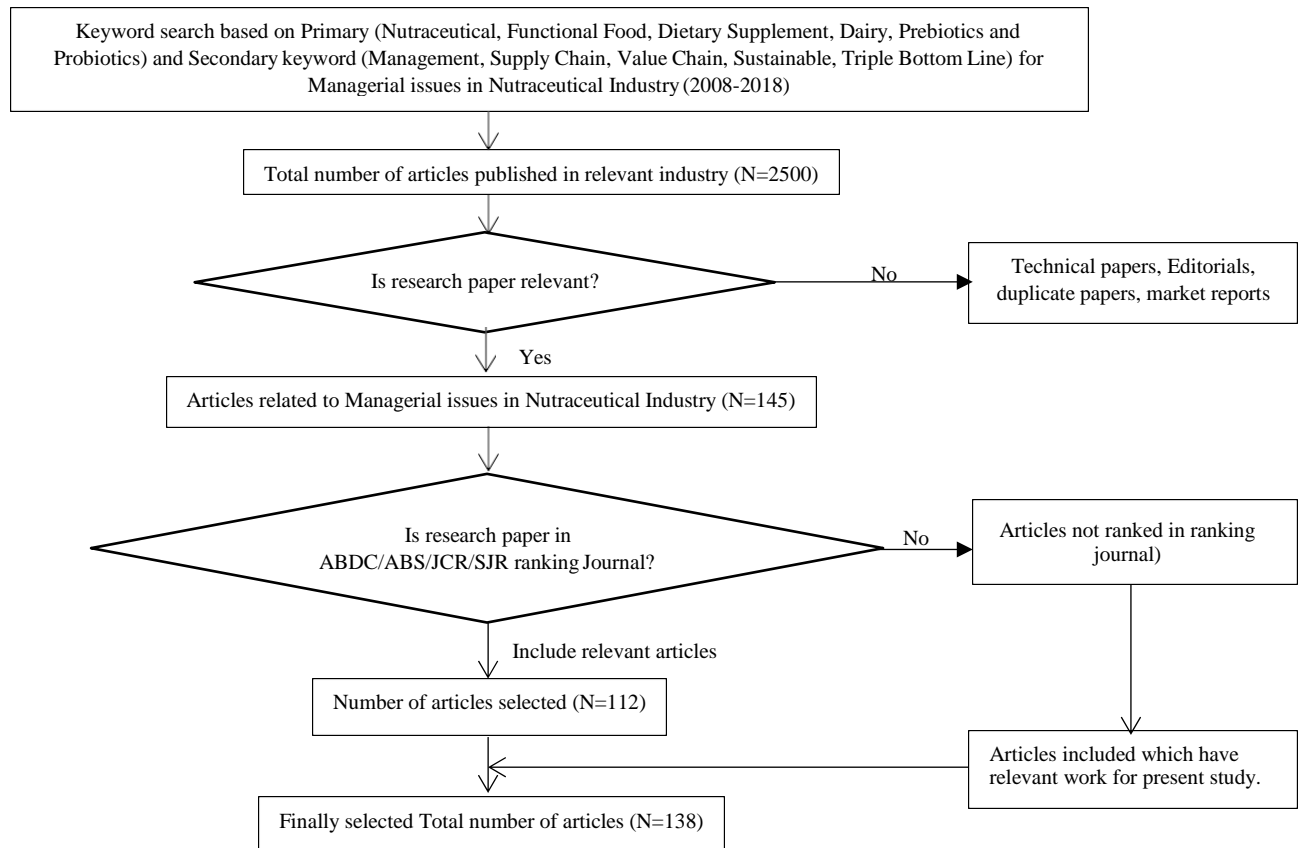 Keyword search based on Primary (Nutraceutical, Functional Food, Dietary Supplement, Dairy, Prebiotics and
Probiotics) and Secondary keyword (Management, Supply Chain, Value Chain, Sustainable, Triple Bottom Line) for
Managerial issues in Nutraceutical Industry (2008-2018)
Total number of articles published in relevant industry (N=2500)
Is research paper relevant?
No
Technical papers, Editorials,
duplicate papers, market reports
Yes
Articles related to Managerial issues in Nutraceutical Industry (N=145)
Is research paper in
ABDC/ABS/JCR/SJR ranking Journal?
No
Articles not ranked in ranking
journal)
Include relevant articles
Number of articles selected (N=112)
Articles included which have
relevant work for present study.
Finally selected Total number of articles (N=138)